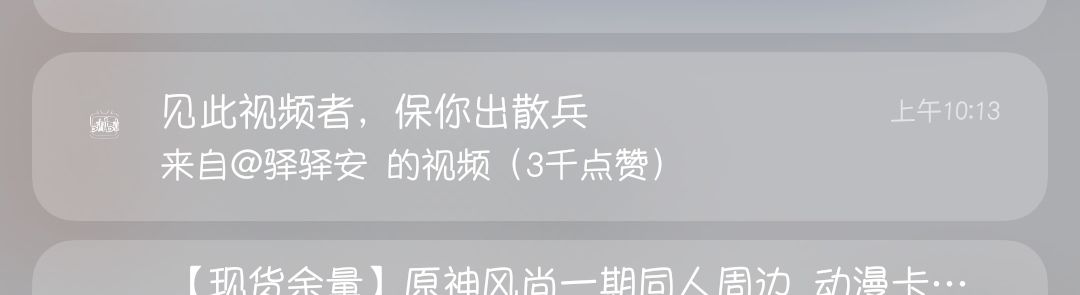 见此视频者，保你出散兵
上午10:13
来自@驿驿安 的视频（3千点赞）
【现货余量】原神风尚一期同人周边 动漫卡…